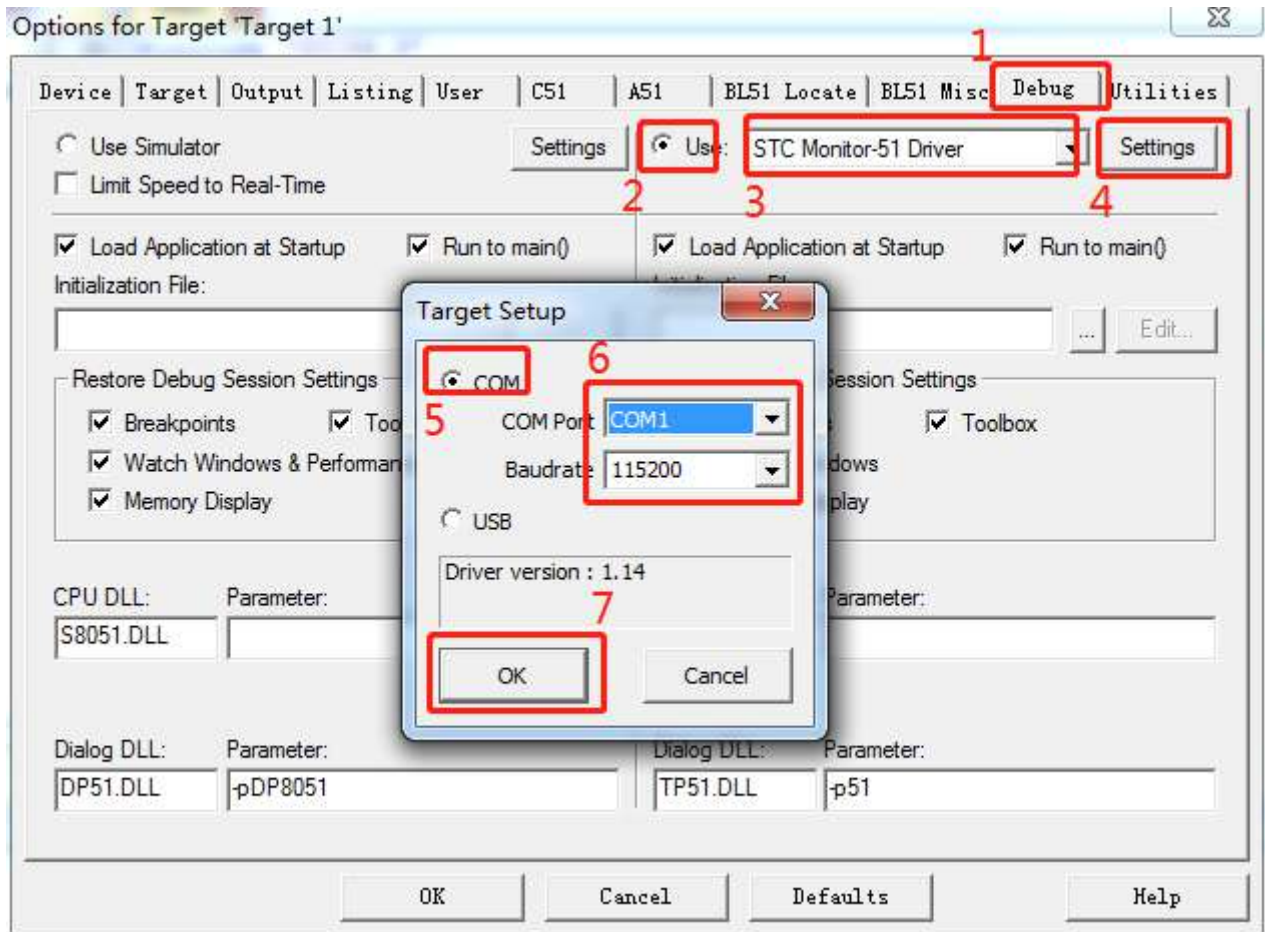 Options for Target 'Target 1'
1
Device Target Output Listing User C51 A51 BL51 Locate BL51 Misc Debug Utilities
Use Simulator Settings Use: STC Monitor-51 Driver Settings
Limit Speed to Real-Time
2 3 4
Load Application at Startup Run to main() Load Application at Startup Run to main()
Initialization File:
Target Setup
... Edit...
6
Restore Debug Session Settings COM Session Settings
5
Breakpoints COM Port COM1 Toolbox
Watch Windows & Baudrate 115200
Memory Display
USB
Driver version : 1.14
CPU DLL: Parameter: 7 Parameter:
S8051.DLL
OK Cancel
Dialog DLL: Parameter: Dialog DLL: Parameter:
DP51.DLL -pDP8051 TP51.DLL -p51
OK Cancel Defaults Help